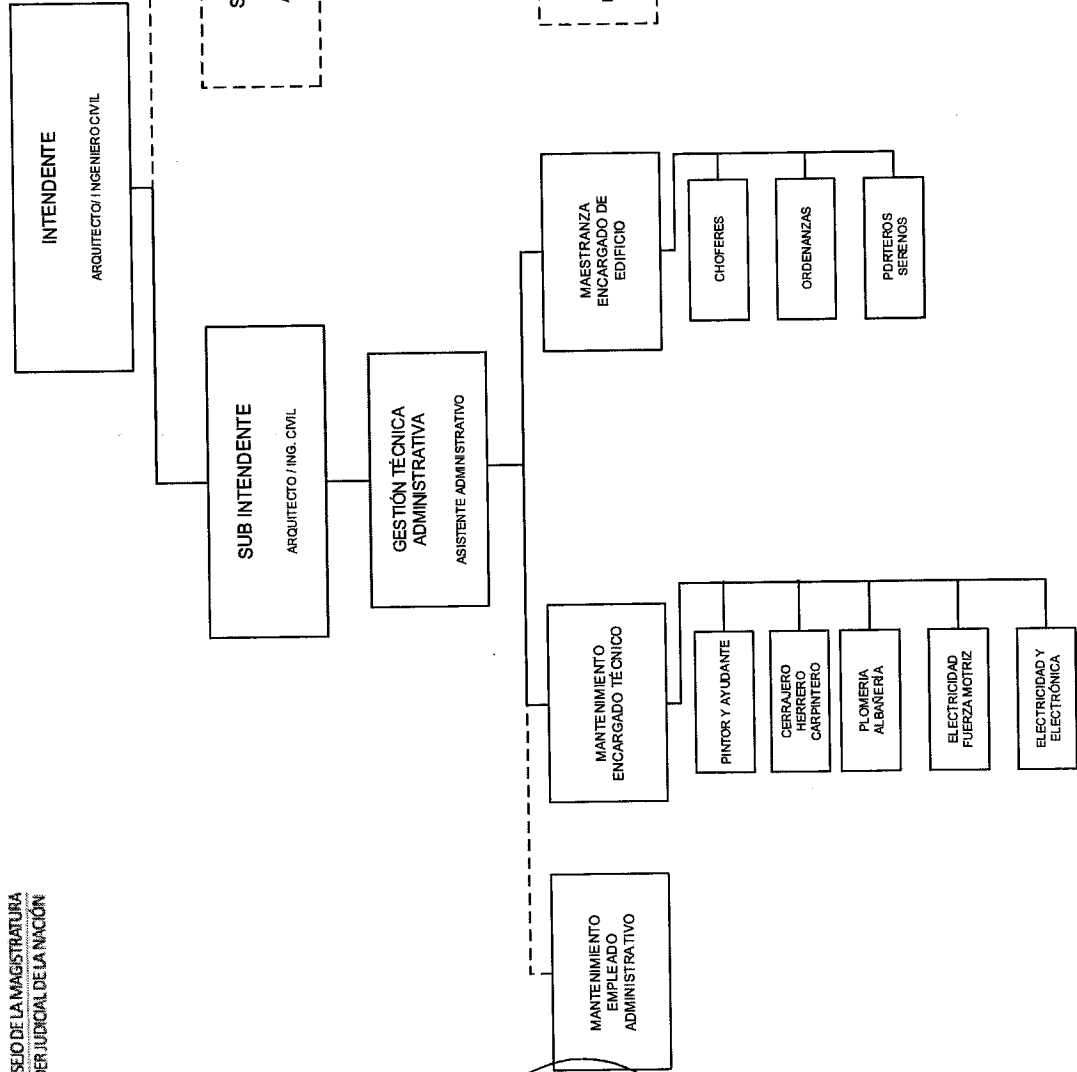 SEJO DE LA MAGISTRATURA
DER JUDICIAL DE LA NACIÓN
INTENDENTE
ARQUITECTO/ INGENIERO CIVIL
SUB INTENDENTE
ARQUITECTO / ING. CIVIL
GESTIÓN TÉCNICA
ADMINISTRATIVA
ASISTENTE ADMINISTRATIVO
MANTENIMIENTO
EMPLEADO
ADMINISTRATIVO
MANTENIMIENTO
ENCARGADO TÉCNICO
MAESTRANZA
ENCARGADO DE
EDIFICIO
PINTOR Y AYUDANTE
CERRAJERO
HERRERO
CARPINTERO
PLOMERIA
ALBAÑERÍA
ELECTRICIDAD
FUERZA MOTRIZ
ELECTRICIDAD Y
ELECTRÓNICA
CHOFERES
ORDENANZAS
PORTEROS
SERENOS